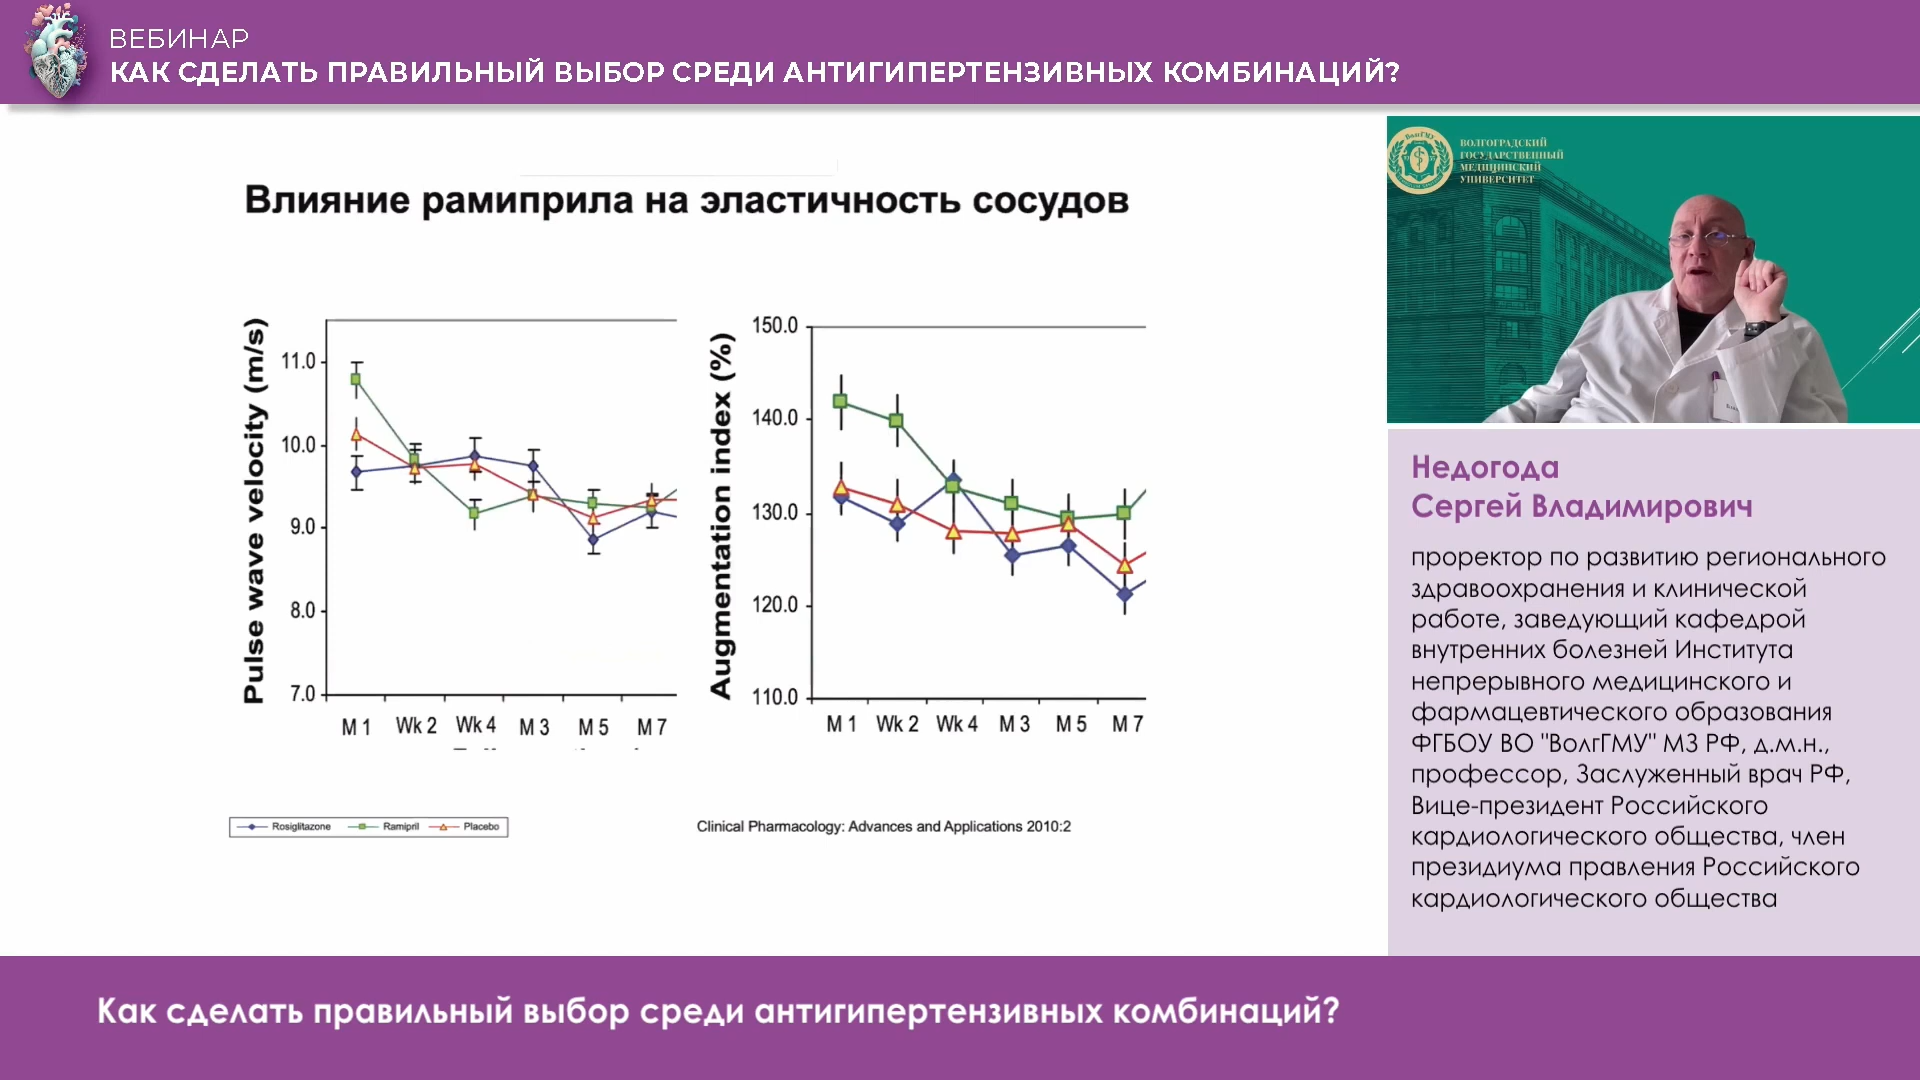 ВЕБИНАР
КАК СДЕЛАТЬ ПРАВИЛЬНЫЙ ВЫБОР СРЕДИ АНТИГИПЕРТЕНЗИВНЫХ КОМБИНАЦИЙ?
Влияние рамиприла на эластичность сосудов
Pulse wave velocity (m/s)
11.0
10.0
9.0
8.0
7.0
M 1 Wk 2 Wk 4 M 3 M 5 M 7
Augmentation index (%)
150.0
140.0
130.0
120.0
110.0
M 1 Wk 2 Wk 4 M 3 M 5 M 7
Rosiglitazone Ramipril Placebo
Clinical Pharmacology: Advances and Applications 2010:2
ВолгГМУ
ВОЛГОГРАДСКИЙ
ГОСУДАРСТВЕННЫЙ
МЕДИЦИНСКИЙ
УНИВЕРСИТЕТ
Недогода
Сергей Владимирович
проректор по развитию регионального
здравоохранения и клинической
работе, заведующий кафедрой
внутренних болезней Института
непрерывного медицинского и
фармацевтического образования
ФГБОУ ВО "ВолгГМУ" МЗ РФ, д.м.н.,
профессор, Заслуженный врач РФ,
Вице-президент Российского
кардиологического общества, член
президиума правления Российского
кардиологического общества
Как сделать правильный выбор среди антигипертензивных комбинаций?